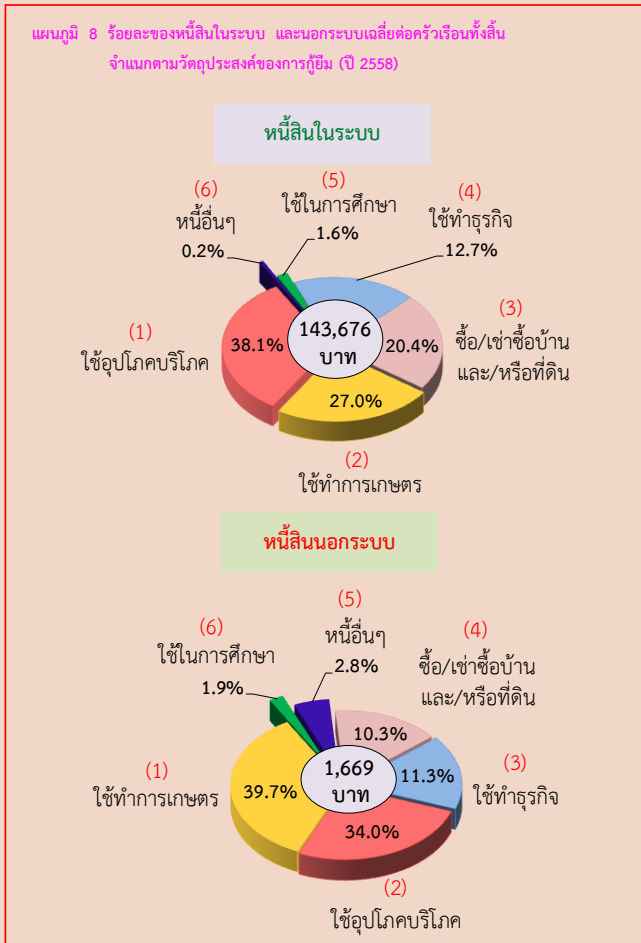 แผนภูมิ 8 ร้อยละของหนี้สินในระบบ และนอกระบบเฉลี่ยต่อครัวเรือนทั้งสิ้น
จำแนกตามวัตถุประสงค์ของการกู้ยืม (ปี 2558)
หนี้สินในระบบ
(6)
หนี้อื่นๆ
0.2%
(5)
ใช้ในการศึกษา
1.6%
(4)
ใช้ทำธุรกิจ
12.7%
(1)
ใช้อุปโภคบริโภค
38.1%
143,676
บาท
20.4%
(3)
ซื้อ/เช่าซื้อบ้าน
และ/หรือที่ดิน
27.0%
(2)
ใช้ทำการเกษตร
หนี้สินนอกระบบ
(6)
ใช้ในการศึกษา
1.9%
(5)
หนี้อื่นๆ
2.8%
(4)
ซื้อ/เช่าซื้อบ้าน
และ/หรือที่ดิน
10.3%
(1)
ใช้ทำการเกษตร
39.7%
1,669
บาท
11.3%
(3)
ใช้ทำธุรกิจ
34.0%
(2)
ใช้อุปโภคบริโภค